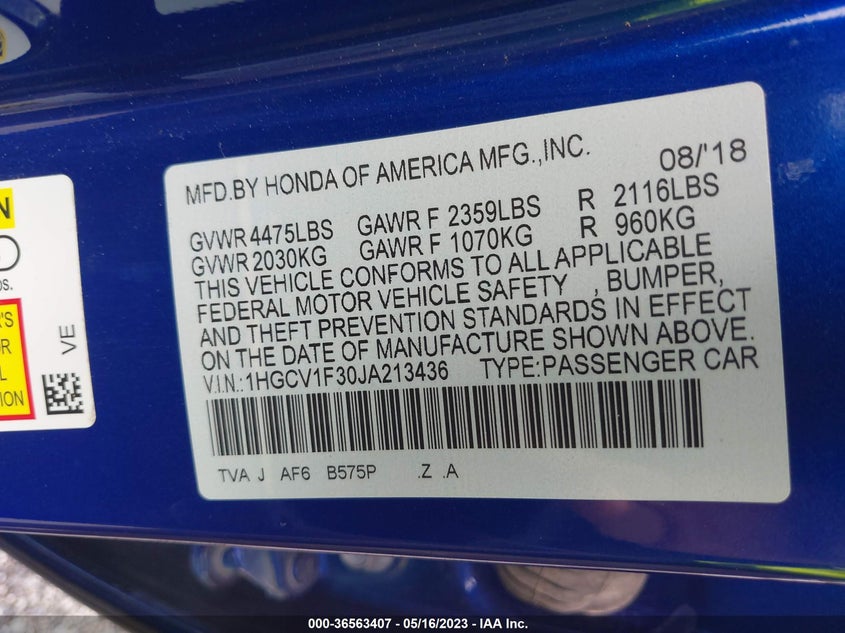 MFD.BY HONDA OF AMERICA MFG.,INC. 08/'18
GVWR 4475LBS GAWR F 2359LBS R 2116LBS
GVWR 2030KG GAWR F 1070KG R 960KG
THIS VEHICLE CONFORMS TO ALL APPLICABLE
FEDERAL MOTOR VEHICLE SAFETY , BUMPER,
AND THEFT PREVENTION STANDARDS IN EFFECT
ON THE DATE OF MANUFACTURE SHOWN ABOVE.
V.I.N.:1HGCV1F30JA213436 TYPE:PASSENGER CAR
TVA J AF6 B575P .Z .A
VE
000-36563407 - 05/16/2023 - IAA Inc.